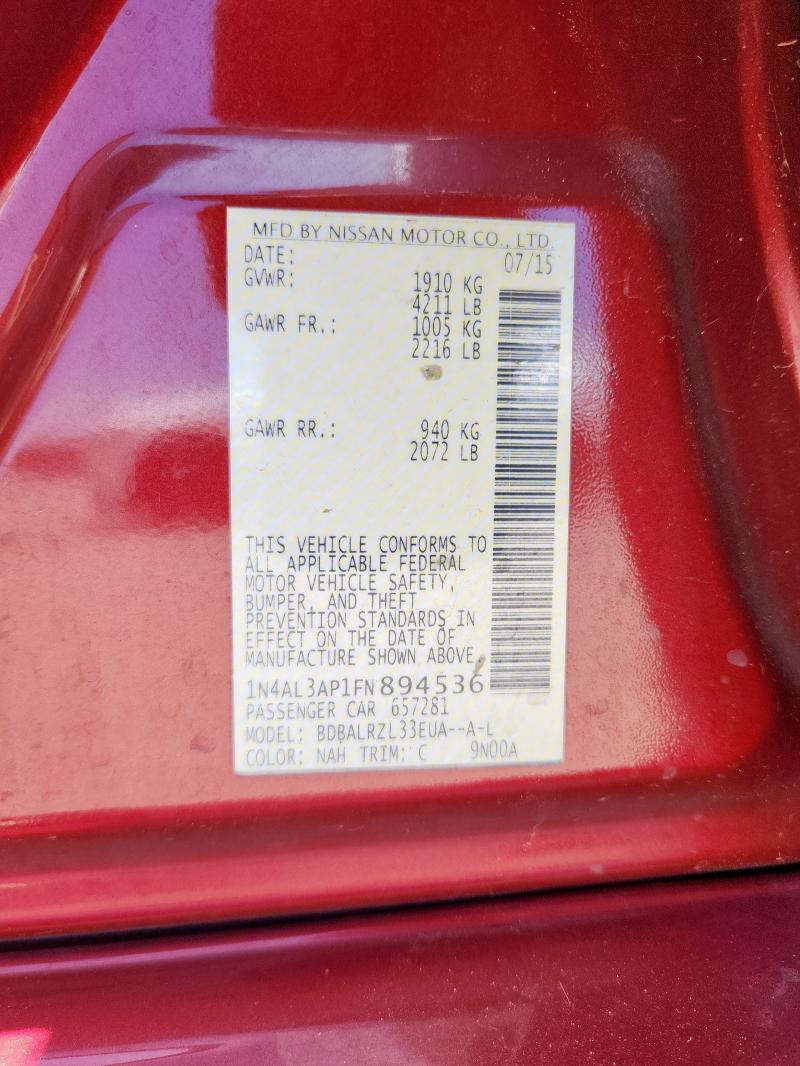 MFD BY NISSAN MOTOR CO., LTD.
DATE: 07/15
GVWR: 1910 KG
4211 LB
GAWR FR.: 1005 KG
2216 LB
GAWR RR.: 940 KG
2072 LB
THIS VEHICLE CONFORMS TO
ALL APPLICABLE FEDERAL
MOTOR VEHICLE SAFETY,
BUMPER, AND THEFT
PREVENTION STANDARDS IN
EFFECT ON THE DATE OF
MANUFACTURE SHOWN ABOVE.
1N4AL3AP1FN894536
PASSENGER CAR 657281
MODEL: BDBALRZL33EUA--A-L
COLOR: NAH TRIM: C 9N00A